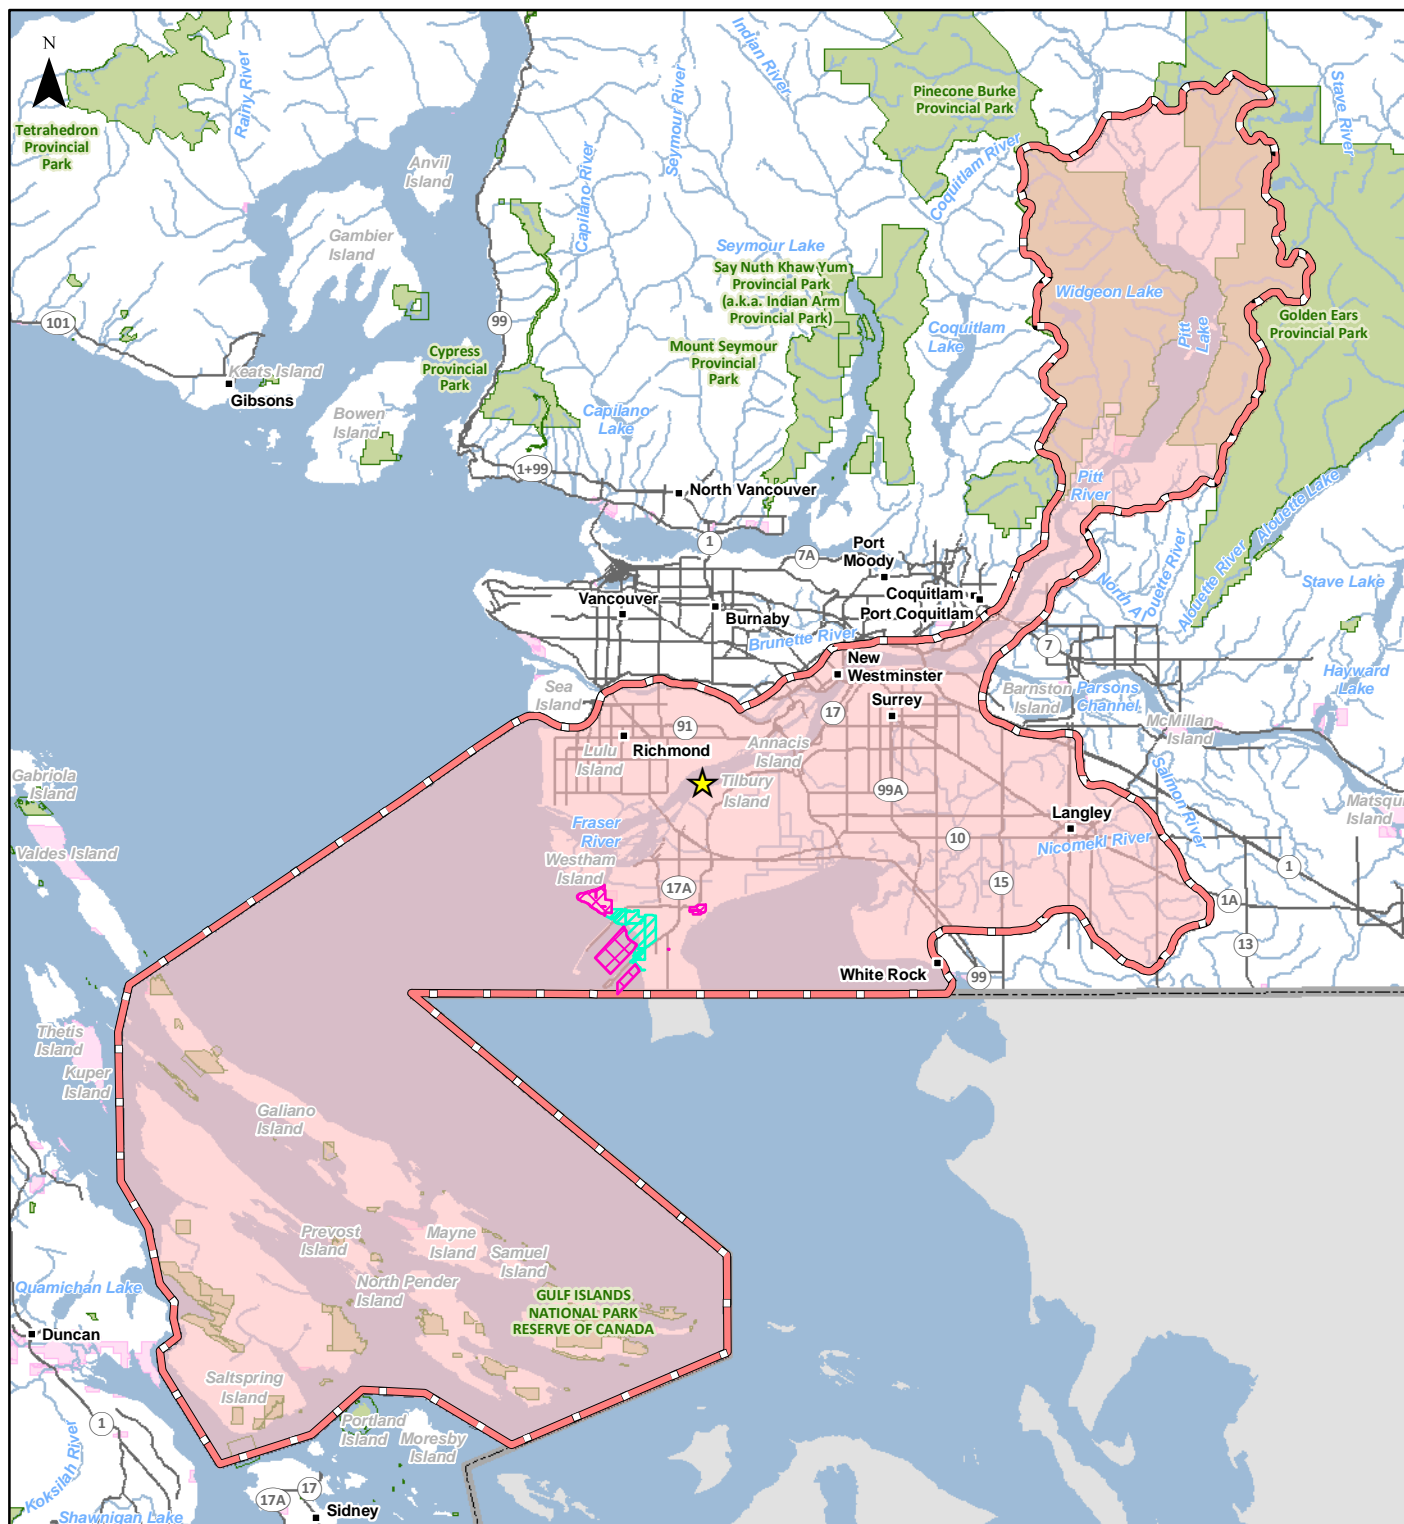 N
Tetrahedron
Provincial
Park
Rainy River
Anvil
Island
Gambier
Island
101
Keats Island
Gibsons
Bowen
Island
99
Cypress
Provincial
Park
Capilano River
Seymour River
Indian River
Seymour Lake
Say Nuth Khaw Yum
Provincial Park
(a.k.a. Indian Arm
Provincial Park)
Mount Seymour
Provincial
Park
Capilano
Lake
1+99
North Vancouver
Pinecone Burke
Provincial Park
Coquitlam River
Coquitlam
Lake
Stave River
Widgeon Lake
Pitt
Lake
Golden Ears
Provincial Park
Pitt
River
Alouette Lake
North Alouette River
Alouette River
Stave Lake
1
7A
Port
Moody
Coquitlam
Port Coquitlam
Vancouver
Burnaby
Brunette River
New
Westminster
7
Hayward
Lake
Barnston
Island
Parsons
Channel
McMillan
Island
Sea
Island
Surrey
17
91
Lulu
Island
Richmond
Annacis
Island
Tilbury
Island
99A
Salmon River
Matsqui
Island
Langley
Nicomekl River
Fraser
River
Westham
Island
10
15
17A
1
1A
13
White Rock
99
Gabriola
Island
Valdes Island
Thetis
Island
Kuper
Island
Galiano
Island
Prevost
Island
Mayne
Island
Samuel
Island
North Pender
Island
GULF ISLANDS
NATIONAL PARK
RESERVE OF CANADA
Quamichan Lake
Duncan
Saltspring
Island
Portland
Island
Moresby
Island
1
Koksilah River
17
17A
Sidney
Shawnigan Lake